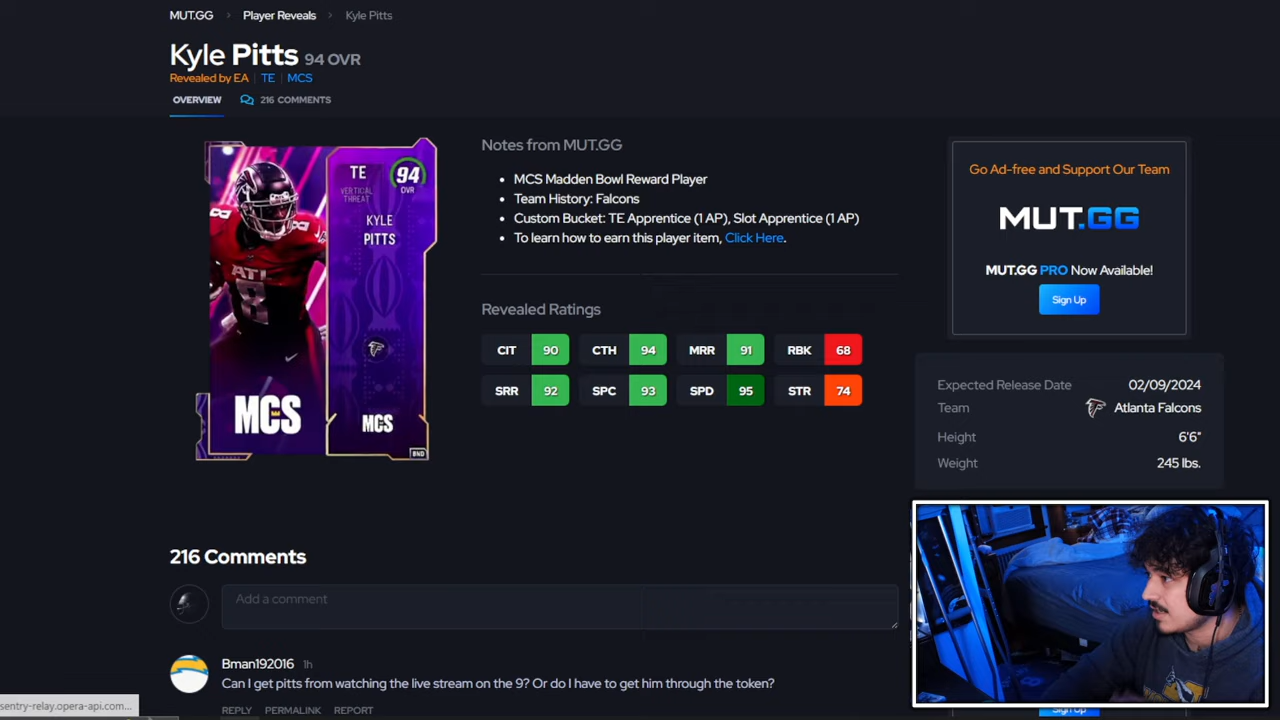 MUT.GG > Player Reveals > Kyle Pitts
Kyle Pitts 94 OVR
Revealed by EA | TE | MCS
OVERVIEW 216 COMMENTS
TE
VERTICAL
THREAT
94
OVR
KYLE
PITTS
ATL
8
MCS
MCS
BND
Notes from MUT.GG
• MCS Madden Bowl Reward Player
• Team History: Falcons
• Custom Bucket: TE Apprentice (1 AP), Slot Apprentice (1 AP)
• To learn how to earn this player item, Click Here.
Revealed Ratings
CIT 90 CTH 94 MRR 91 RBK 68
SRR 92 SPC 93 SPD 95 STR 74
Go Ad-free and Support Our Team
MUT.GG
MUT.GG PRO Now Available!
Sign Up
Expected Release Date 02/09/2024
Team Atlanta Falcons
Height 6'6"
Weight 245 lbs.
216 Comments
Add a comment
Bman192016 1h
Can I get pitts from watching the live stream on the 9? Or do I have to get him through the token?
REPLY PERMALINK REPORT
sentry-relay.opera-api.com...
Sign Up